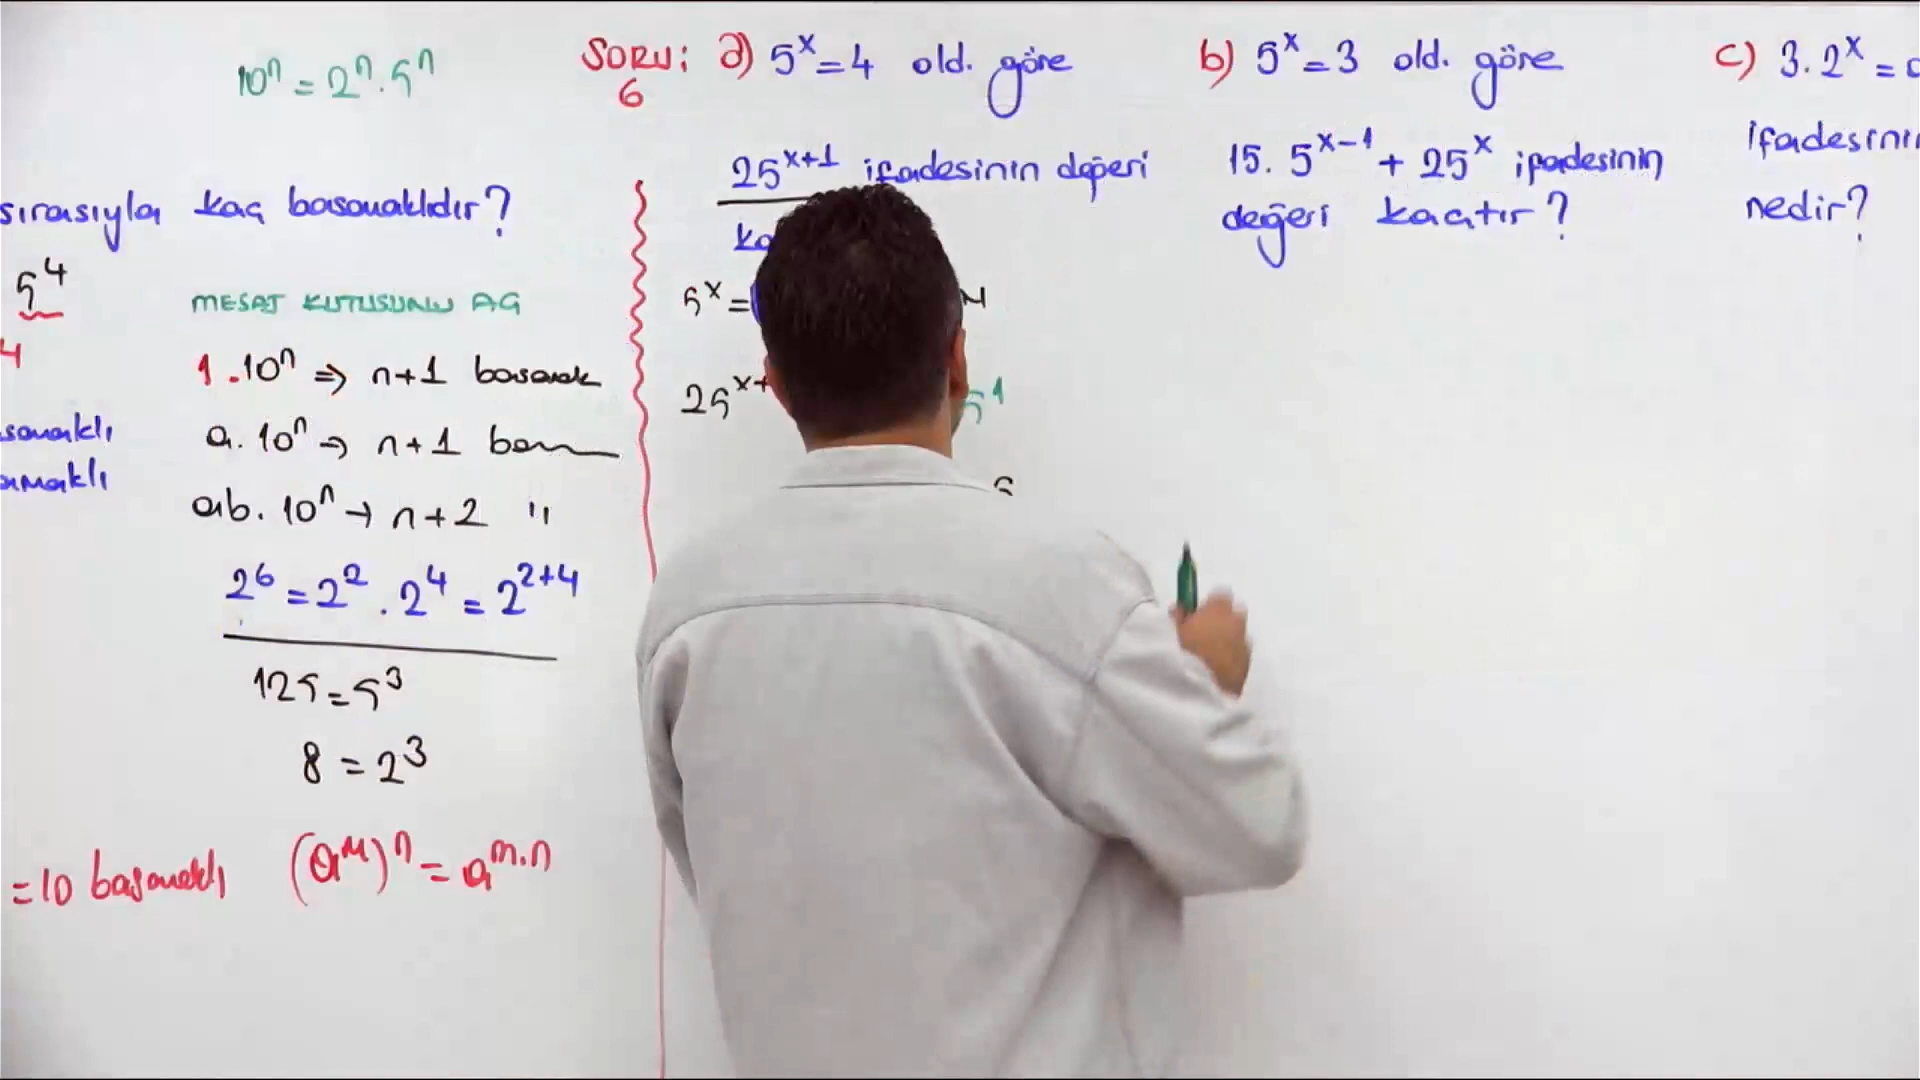 10ⁿ = 2ⁿ . 5ⁿ
sırasıyla kaç basamaklıdır?
5⁴
4
MESAJ KUTUSUNU AÇ
1 . 10ⁿ ⇒ n+1 basamak
a . 10ⁿ → n+1
ab . 10ⁿ → n+2 "
2⁶ = 2² . 2⁴ = 2²⁺⁴
125 = 5³
8 = 2³
= 10 basamaklı
(aᵐ)ⁿ = aᵐ·ⁿ
SORU: 6
a) 5ˣ = 4 old. göre
25ˣ⁺¹ ifadesinin değeri
5ˣ =
5¹
b) 5ˣ = 3 old. göre
15 . 5ˣ⁻¹ + 25ˣ ifadesinin
değeri kaçtır?
c) 3 . 2ˣ =
nedir?